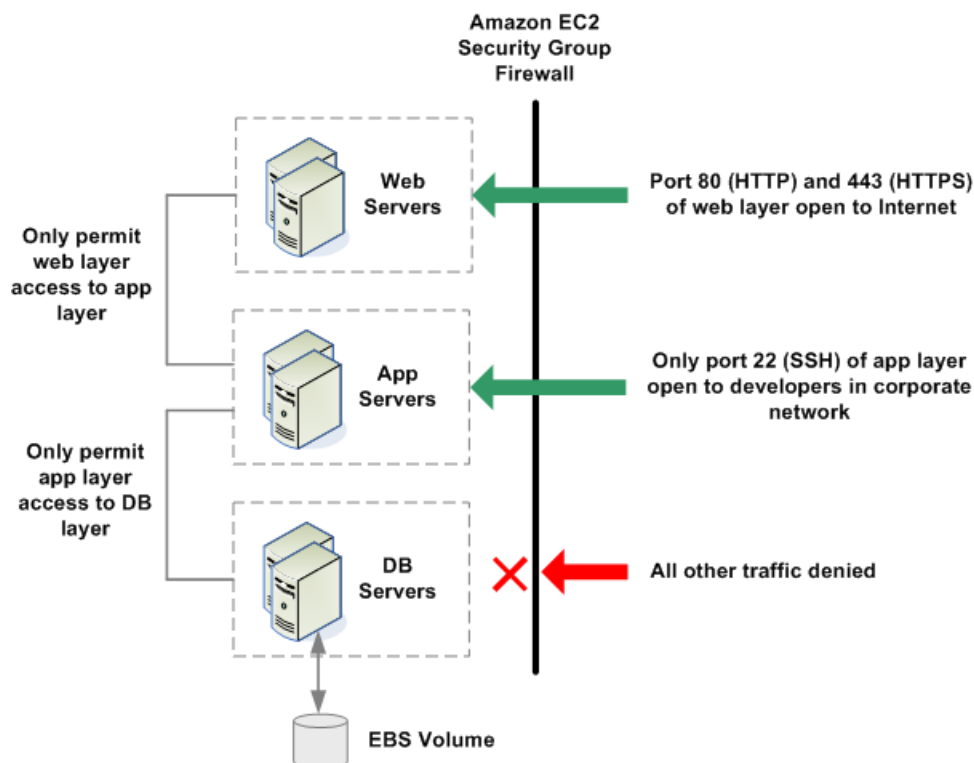 Amazon EC2
Security Group
Firewall
Web
Servers
Port 80 (HTTP) and 443 (HTTPS)
of web layer open to Internet
Only permit
web layer
access to app
layer
App
Servers
Only port 22 (SSH) of app layer
open to developers in corporate
network
Only permit
app layer
access to DB
layer
DB
Servers
All other traffic denied
EBS Volume